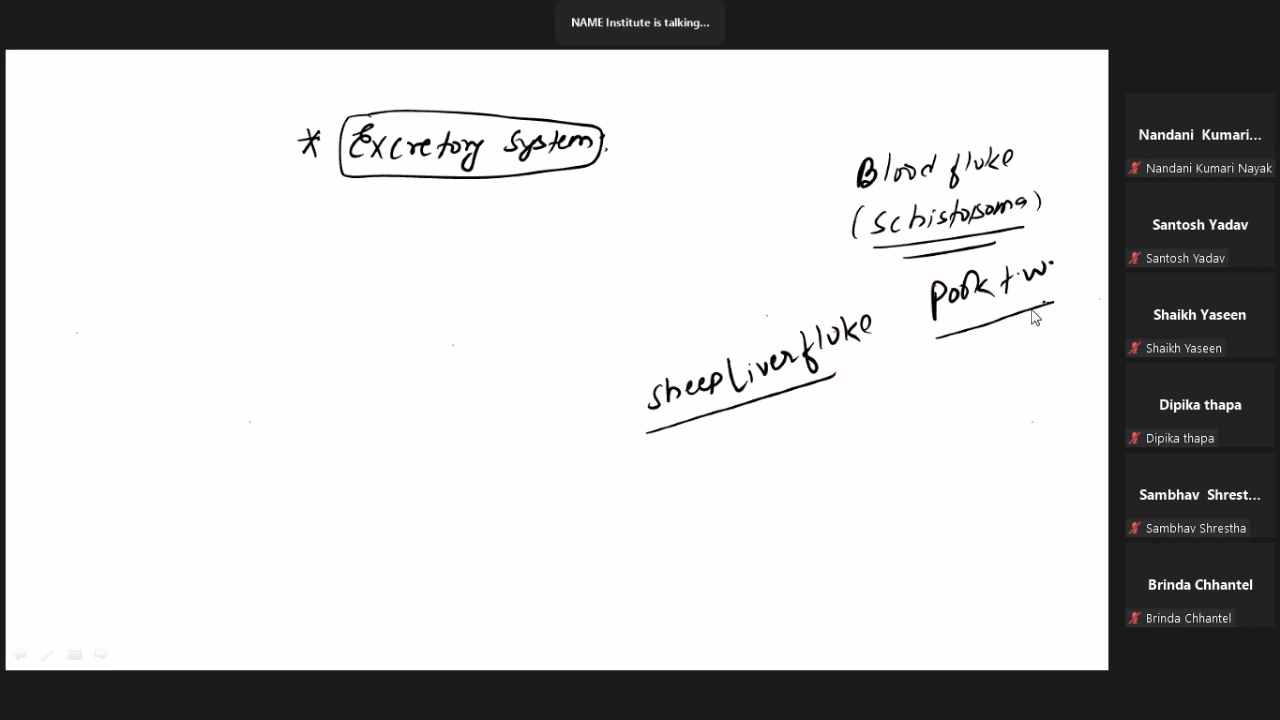 NAME Institute is talking...
* Excretory system.
Blood fluke
(schistosoma)
Pork t.w.
sheep Liver fluke
Nandani Kumari...
Nandani Kumari Nayak
Santosh Yadav
Santosh Yadav
Shaikh Yaseen
Shaikh Yaseen
Dipika thapa
Dipika thapa
Sambhav Shrest...
Sambhav Shrestha
Brinda Chhantel
Brinda Chhantel